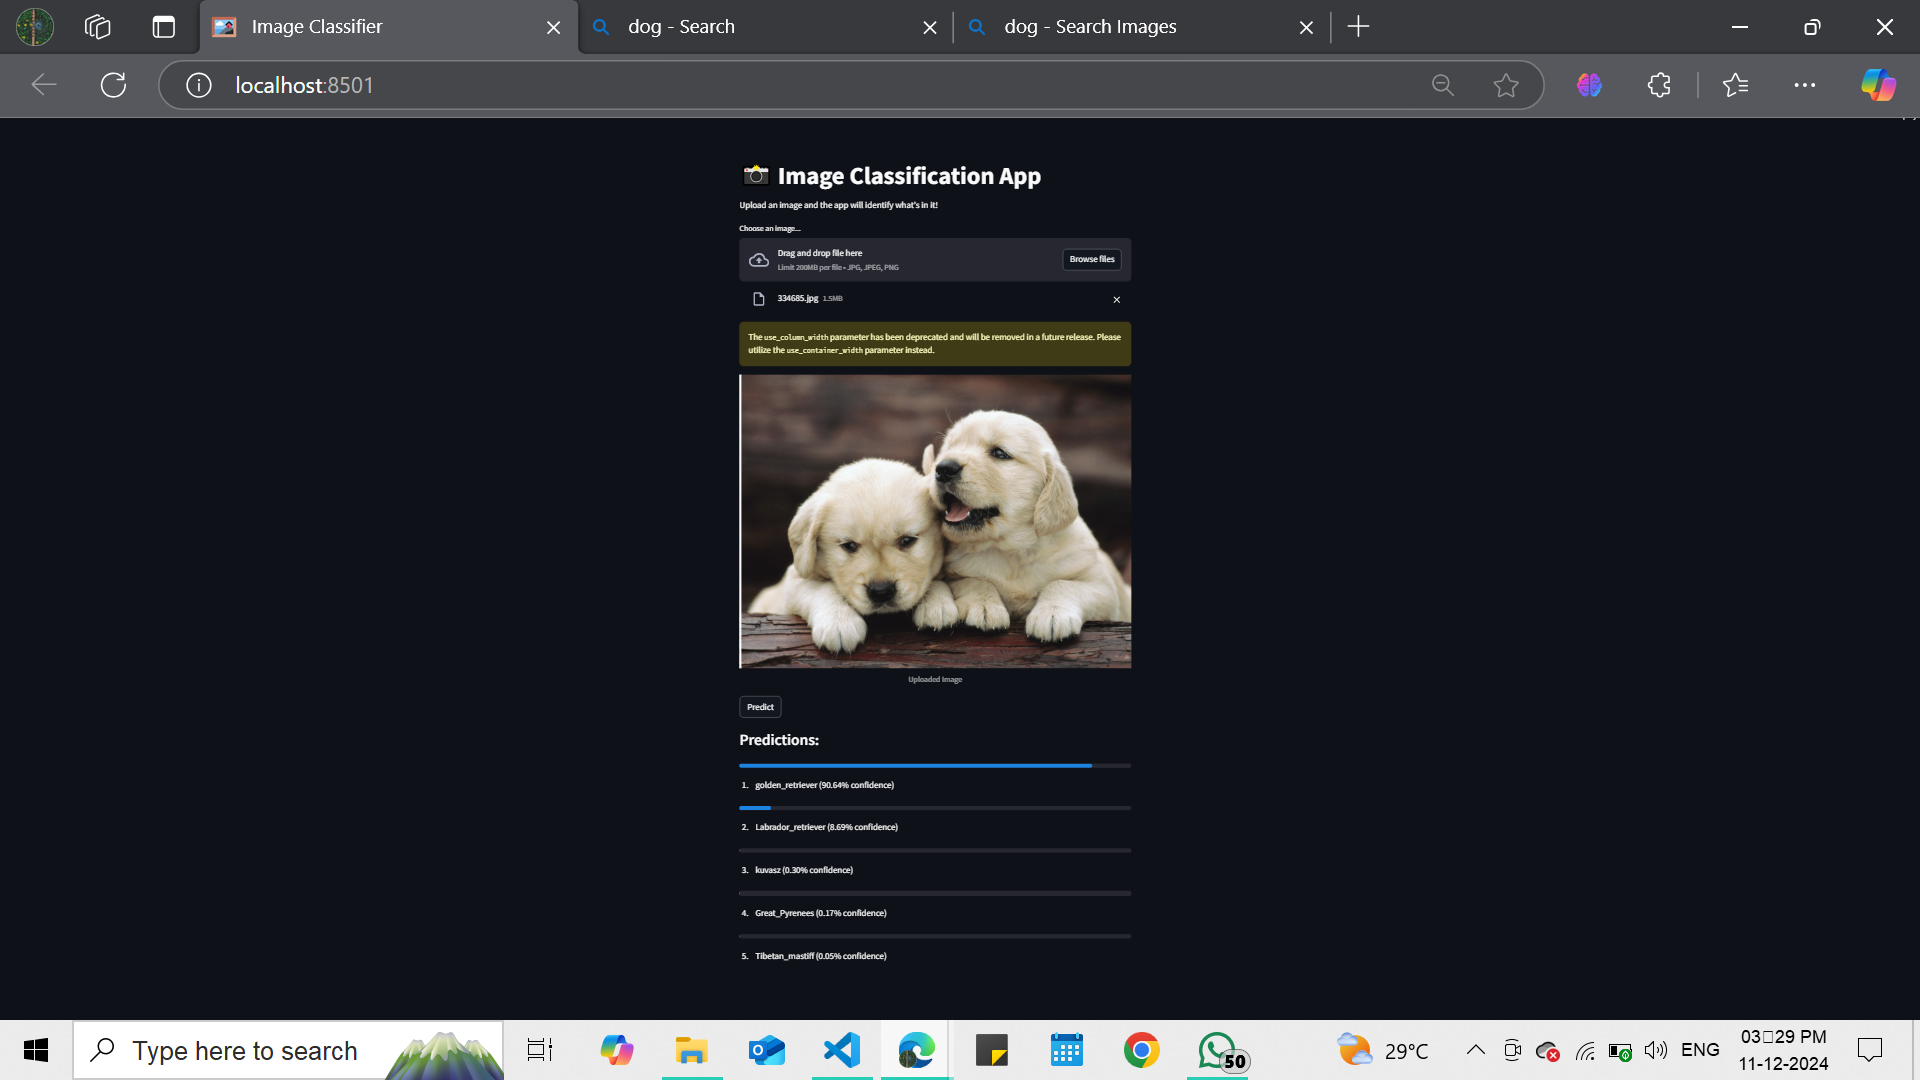 Image Classifier
dog - Search
dog - Search Images
localhost:8501
Image Classification App
Upload an image and the app will identify what's in it!
Choose an image...
Drag and drop file here
Limit 200MB per file • JPG, JPEG, PNG
Browse files
334685.jpg 1.5MB
The use_column_width parameter has been deprecated and will be removed in a future release. Please
utilize the use_container_width parameter instead.
Uploaded Image
Predict
Predictions:
1. golden_retriever (90.64% confidence)
2. Labrador_retriever (8.69% confidence)
3. kuvasz (0.30% confidence)
4. Great_Pyrenees (0.17% confidence)
5. Tibetan_mastiff (0.05% confidence)
Type here to search
50
29°C
ENG
03▯29 PM
11-12-2024